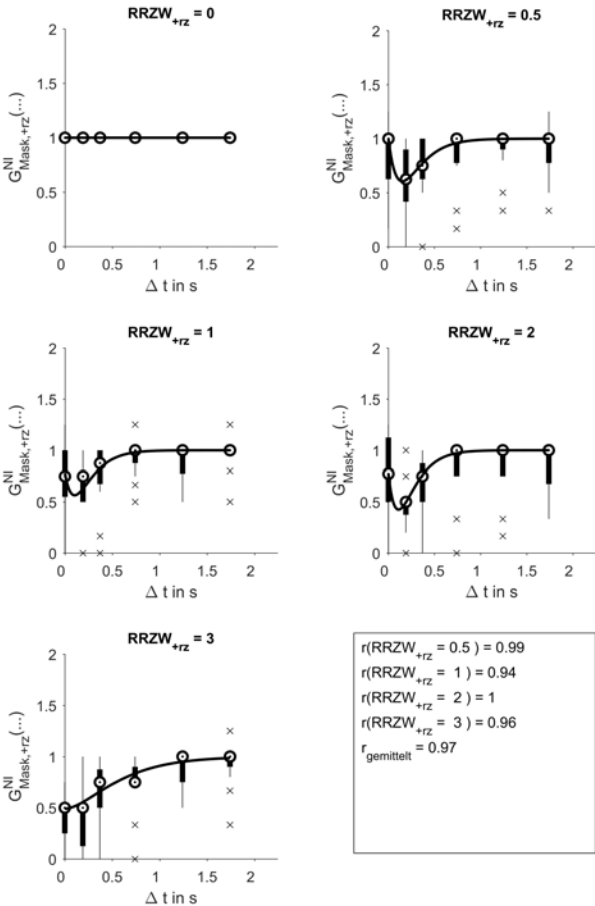 RRZW+rz = 0
2
1.5
1
0.5
0
G^NI_Mask,+rz(...)
0 0.5 1 1.5 2
Δ t in s
RRZW+rz = 0.5
2
1.5
1
0.5
0
G^NI_Mask,+rz(...)
0 0.5 1 1.5 2
Δ t in s
RRZW+rz = 1
2
1.5
1
0.5
0
G^NI_Mask,+rz(...)
0 0.5 1 1.5 2
Δ t in s
RRZW+rz = 2
2
1.5
1
0.5
0
G^NI_Mask,+rz(...)
0 0.5 1 1.5 2
Δ t in s
RRZW+rz = 3
2
1.5
1
0.5
0
G^NI_Mask,+rz(...)
0 0.5 1 1.5 2
Δ t in s
r(RRZW+rz = 0.5 ) = 0.99
r(RRZW+rz = 1 ) = 0.94
r(RRZW+rz = 2 ) = 1
r(RRZW+rz = 3 ) = 0.96
r_gemittelt = 0.97